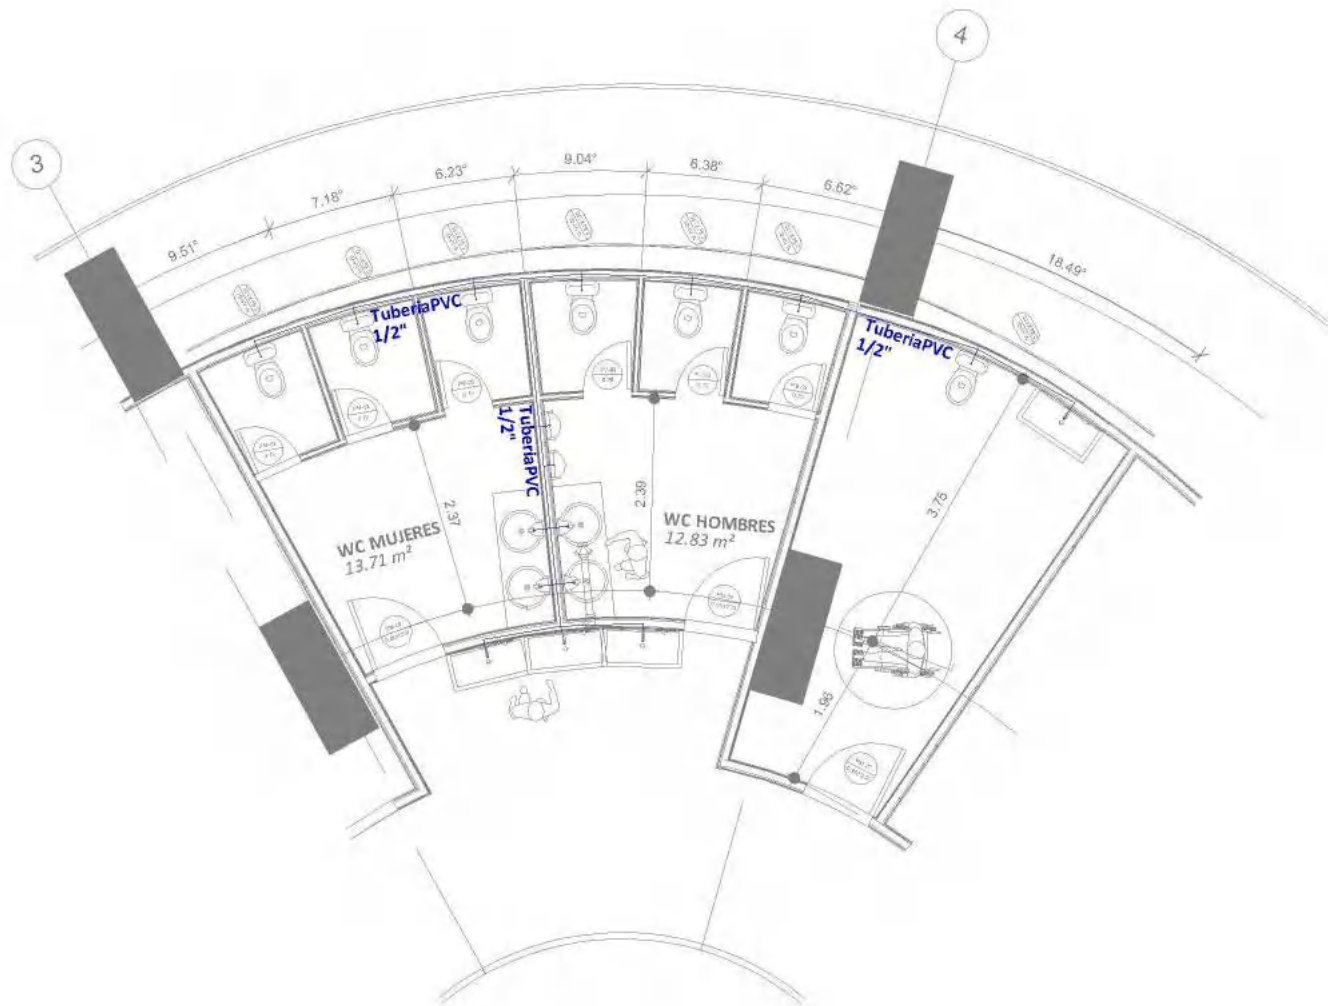 4
3
9.51°
7.18°
6.23°
9.04°
6.38°
6.62°
18.49°
TuberiaPVC
1/2"
TuberiaPVC
1/2"
TuberiaPVC
1/2"
2.37
2.39
3.75
WC MUJERES
13.71 m²
WC HOMBRES
12.83 m²
1.96